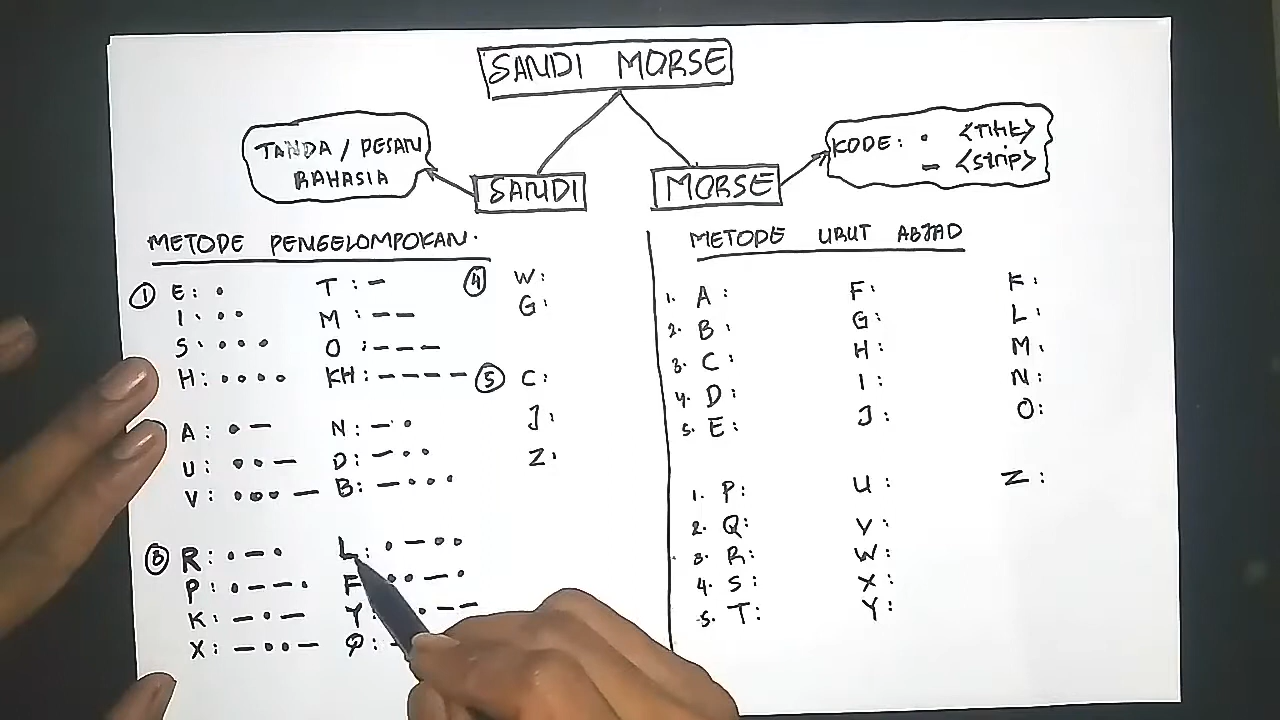 SANDI MORSE
TANDA / PESAN
RAHASIA
SANDI
MORSE
KODE: • <Titik>
– <Strip>
METODE PENGELOMPOKAN.
① E: •
I: • •
S: • • •
H: • • • •
T: –
M: – –
O: – – –
KH: – – – –
A: • –
U: • • –
V: • • • –
N: – •
D: – • •
B: – • • •
③ R: • – •
P: • – – •
K: – • –
X: – • • –
L: • – • •
F • • – •
Y: • – –
Q: –
④ W:
G:
⑤ C:
J:
Z:
METODE URUT ABJAD
1. A:
2. B:
3. C:
4. D:
5. E:
F:
G:
H:
I:
J:
K:
L:
M:
N:
O:
1. P:
2. Q:
3. R:
4. S:
5. T:
U:
V:
W:
X:
Y:
Z: